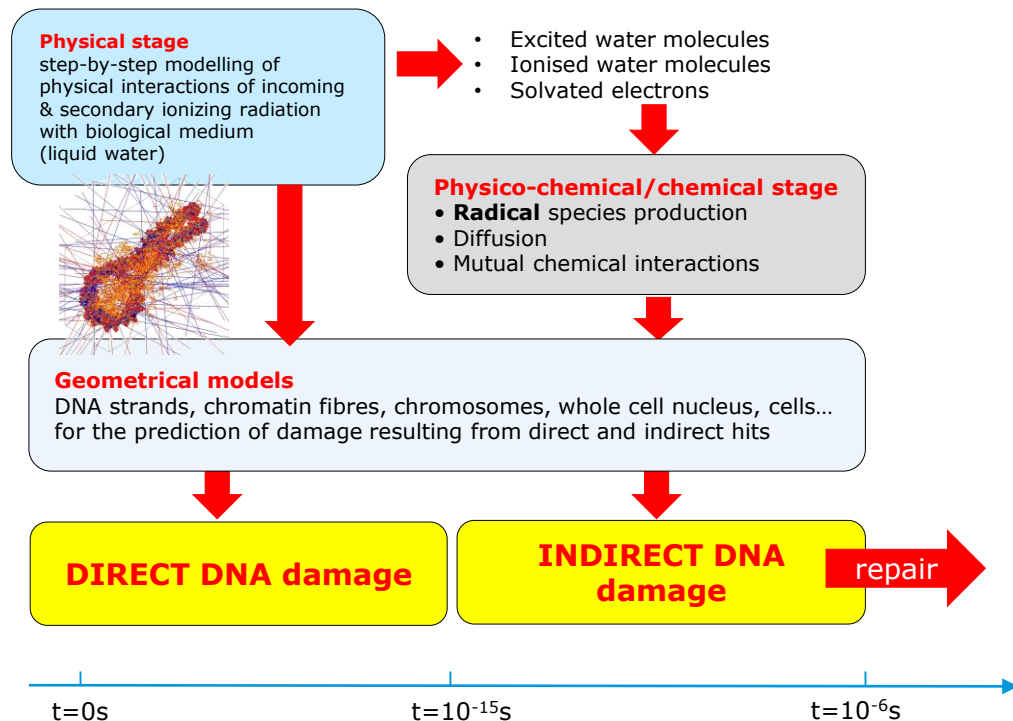 Physical stage
step-by-step modelling of
physical interactions of incoming
& secondary ionizing radiation
with biological medium
(liquid water)
• Excited water molecules
• Ionised water molecules
• Solvated electrons
Physico-chemical/chemical stage
• Radical species production
• Diffusion
• Mutual chemical interactions
Geometrical models
DNA strands, chromatin fibres, chromosomes, whole cell nucleus, cells…
for the prediction of damage resulting from direct and indirect hits
DIRECT DNA damage
INDIRECT DNA
damage
repair
t=0s
t=10⁻¹⁵s
t=10⁻⁶s